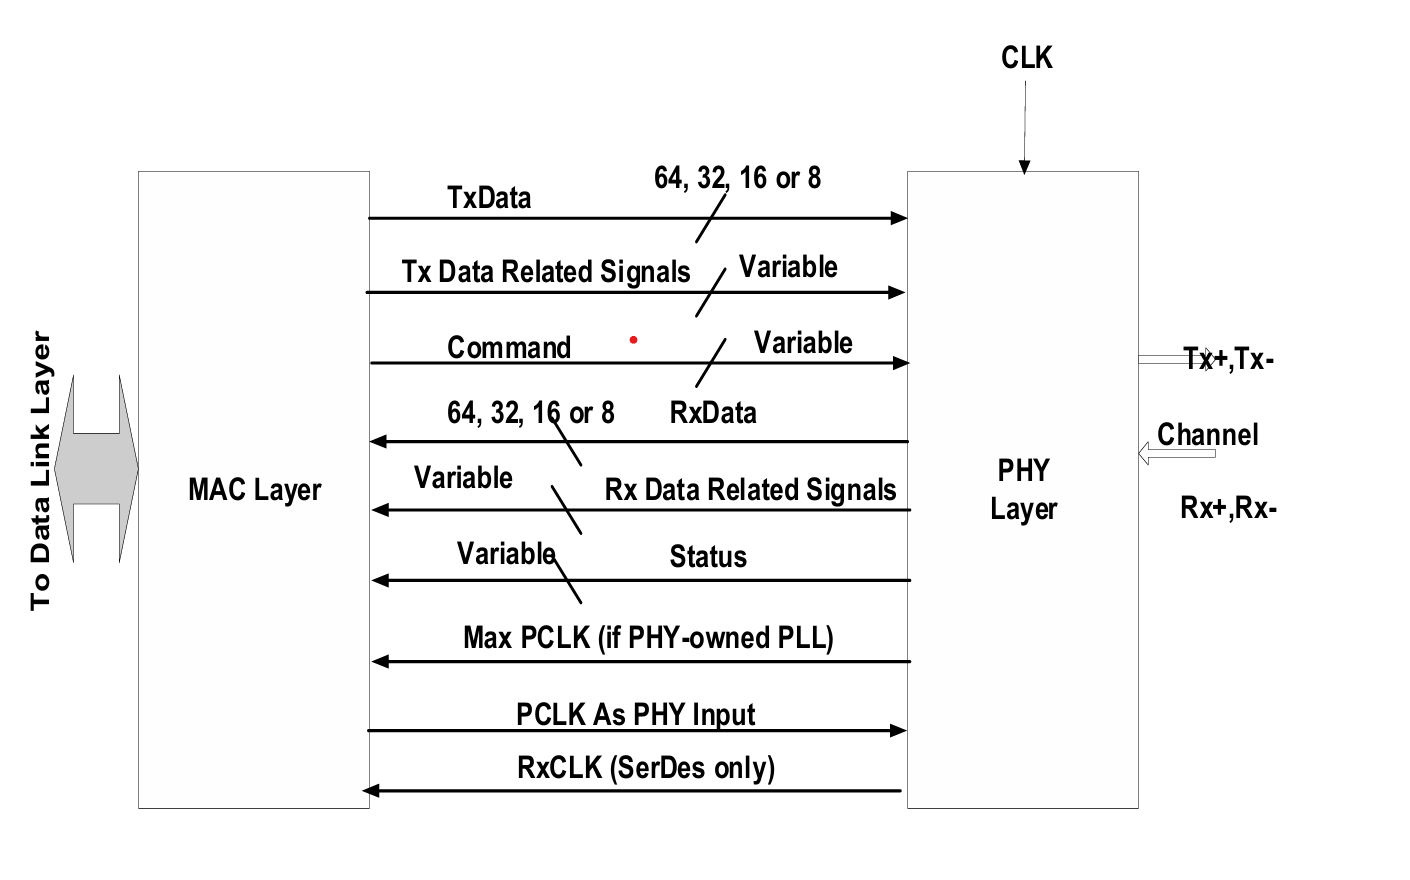 CLK
64, 32, 16 or 8
TxData
Tx Data Related Signals
Variable
Command
Variable
64, 32, 16 or 8
RxData
Variable
Rx Data Related Signals
Variable
Status
Max PCLK (if PHY-owned PLL)
PCLK As PHY Input
RxCLK (SerDes only)
To Data Link Layer
MAC Layer
PHY
Layer
Tx+,Tx-
Channel
Rx+,Rx-